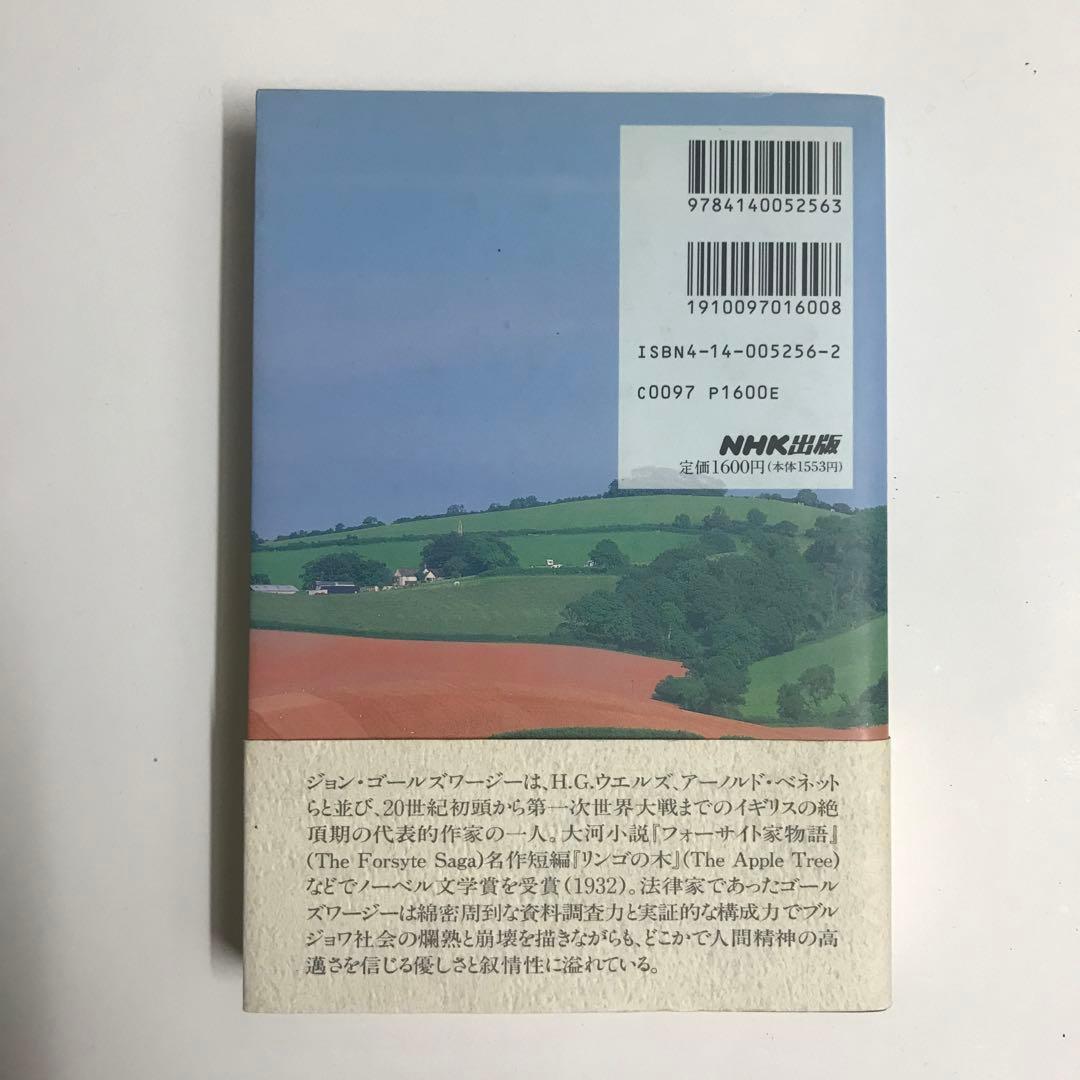 9784140052563
1910097016008
ISBN4-14-005256-2
C0097 P1600E
NHK出版
定価1600円(本体1553円)
ジョン・ゴールズワージーは、H.G.ウエルズ、アーノルド・ベネット
らと並び、20世紀初頭から第一次世界大戦までのイギリスの絶
頂期の代表的作家の一人。大河小説『フォーサイト家物語』
(The Forsyte Saga)名作短編『リンゴの木』(The Apple Tree)
などでノーベル文学賞を受賞(1932)。法律家であったゴール
ズワージーは綿密周到な資料調査力と実証的な構成力でブル
ジョワ社会の爛熟と崩壊を描きながらも、どこかで人間精神の高
邁さを信じる優しさと叙情性に溢れている。